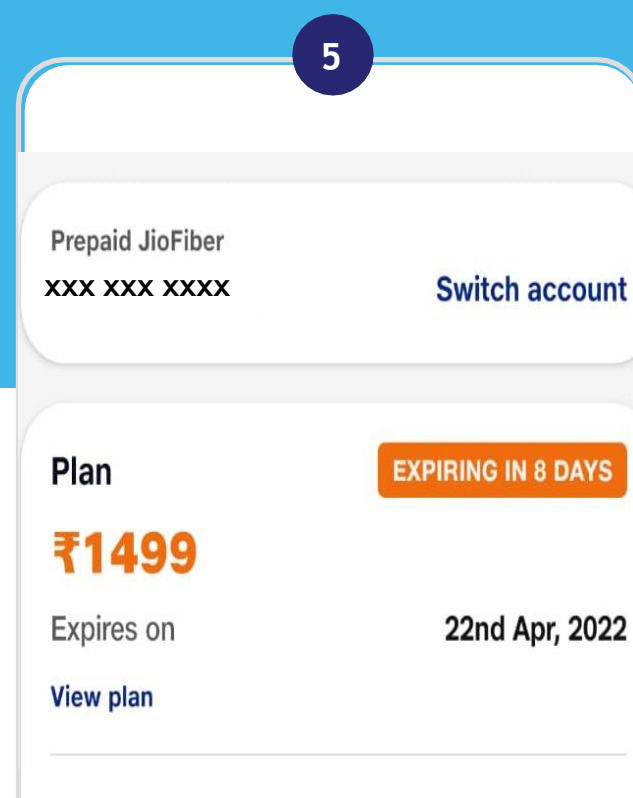 5
Prepaid JioFiber
xxx xxx xxxx
Switch account
Plan
EXPIRING IN 8 DAYS
₹1499
Expires on
22nd Apr, 2022
View plan